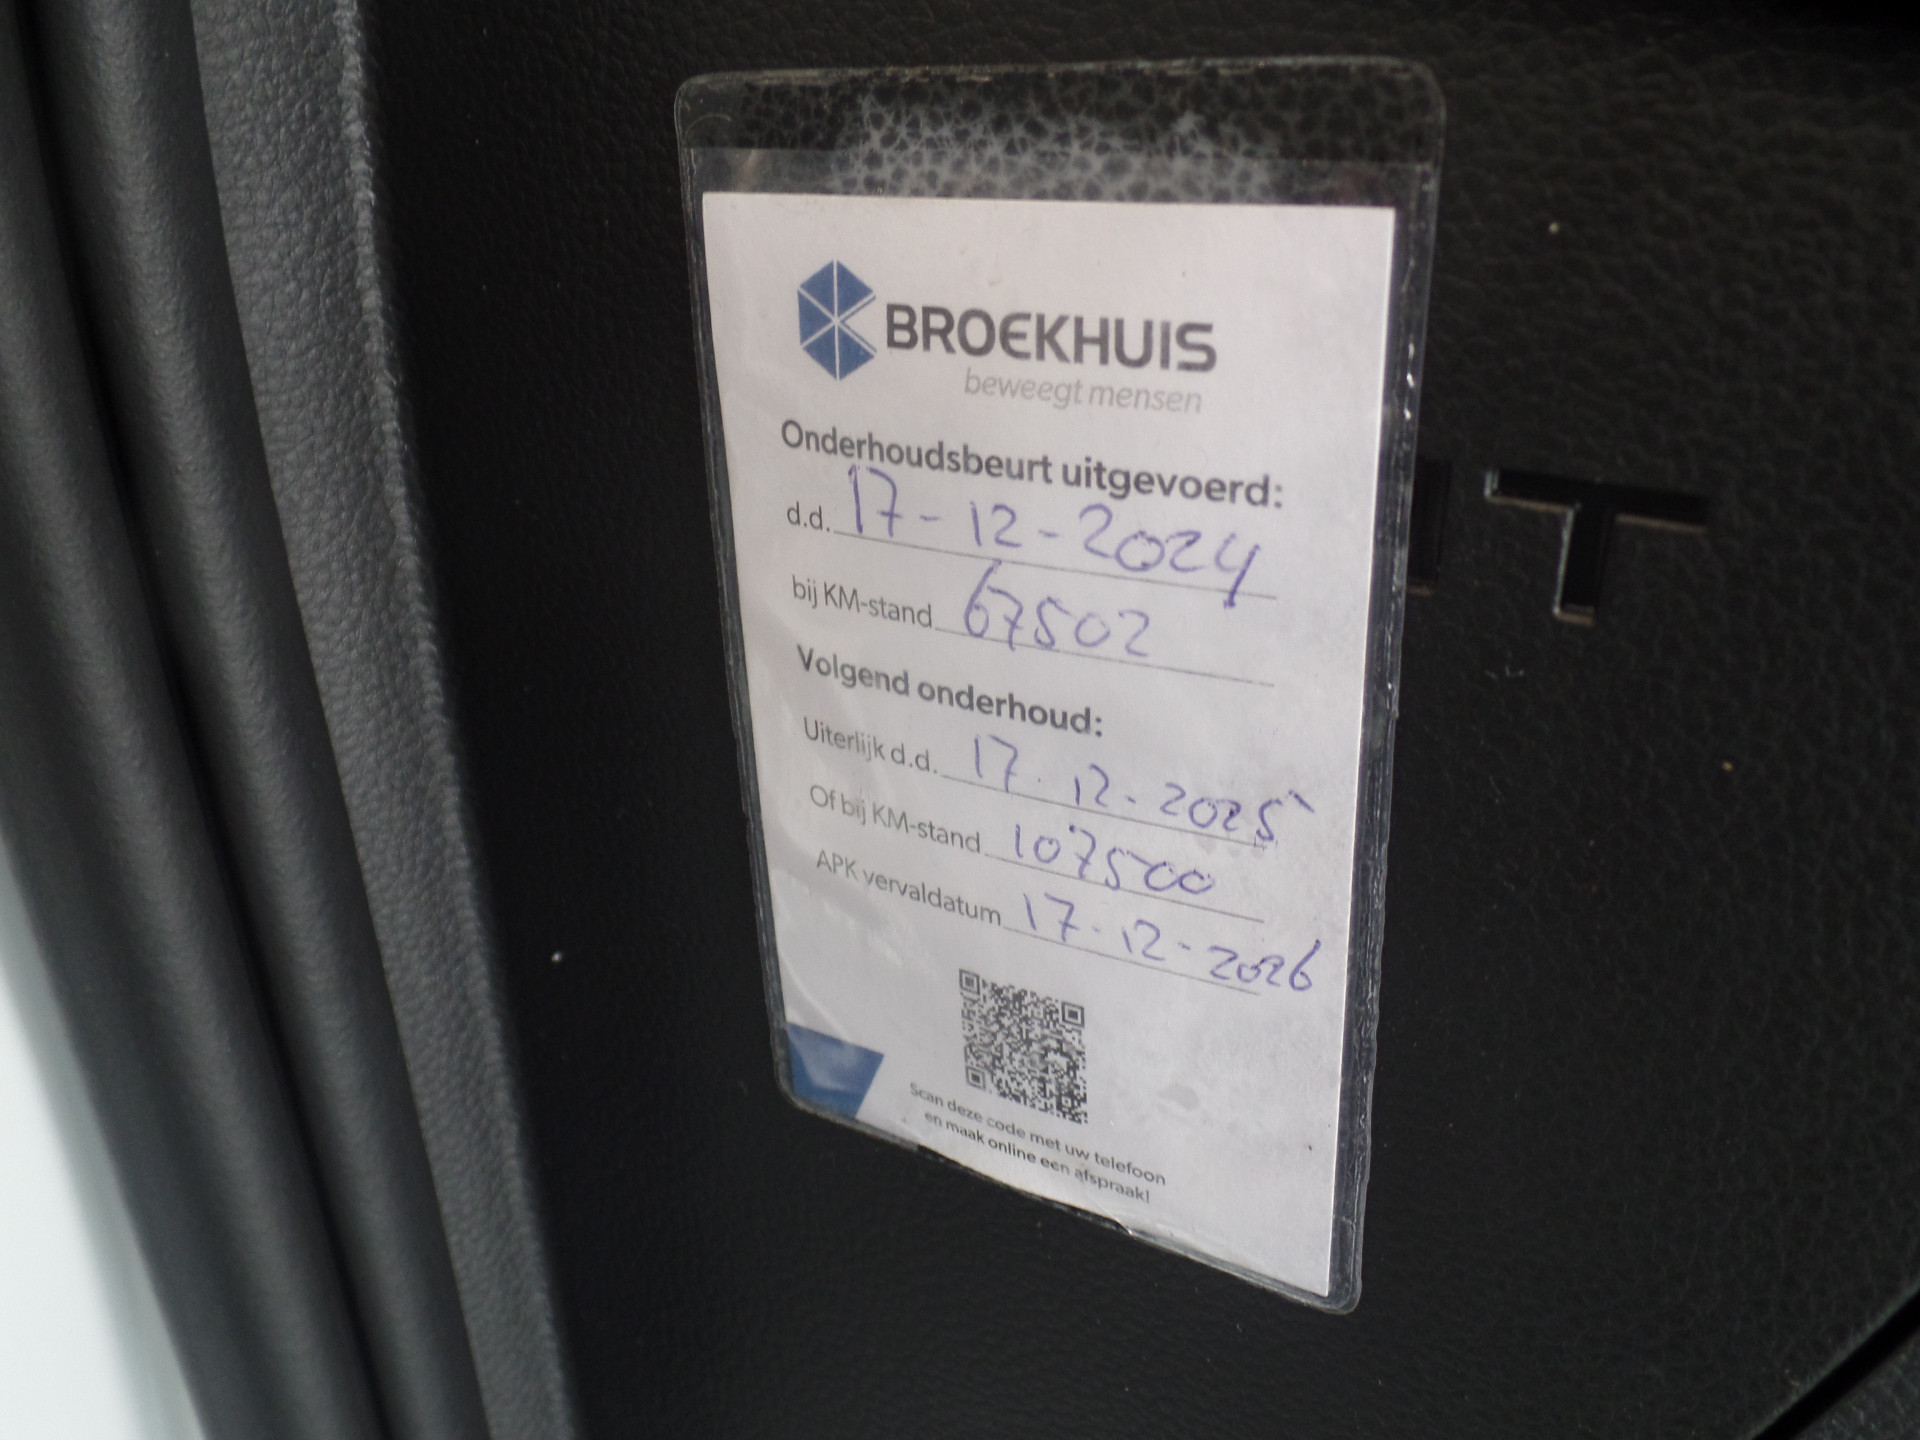 BROEKHUIS
beweegt mensen
Onderhoudsbeurt uitgevoerd:
d.d. 17-12-2024
bij KM-stand 67502
Volgend onderhoud:
Uiterlijk d.d. 17-12-2025
Of bij KM-stand 107500
APK vervaldatum 17-12-2026
Scan deze code met uw telefoon
en maak online een afspraak!